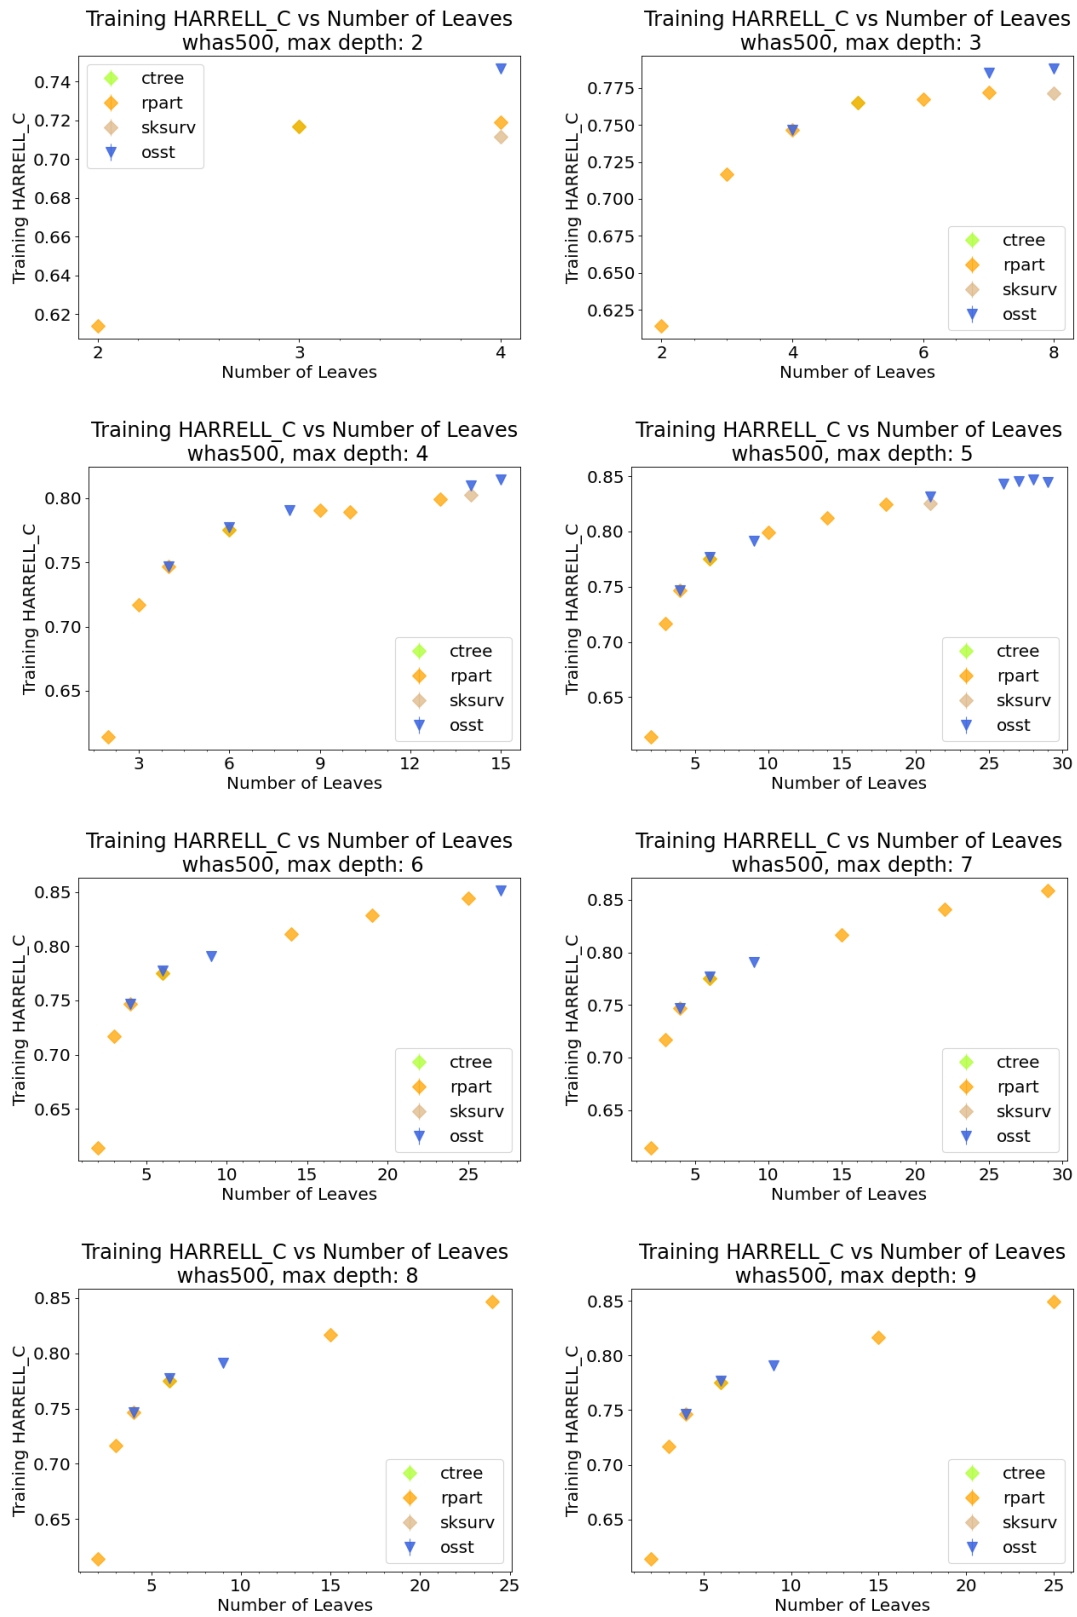 Training HARRELL_C vs Number of Leaves
whas500, max depth: 2
Training HARRELL_C
0.74
0.72
0.70
0.68
0.66
0.64
0.62
ctree
rpart
sksurv
osst
2
3
4
Number of Leaves
Training HARRELL_C vs Number of Leaves
whas500, max depth: 3
Training HARRELL_C
0.775
0.750
0.725
0.700
0.675
0.650
0.625
ctree
rpart
sksurv
osst
2
4
6
8
Number of Leaves
Training HARRELL_C vs Number of Leaves
whas500, max depth: 4
Training HARRELL_C
0.80
0.75
0.70
0.65
ctree
rpart
sksurv
osst
3
6
9
12
15
Number of Leaves
Training HARRELL_C vs Number of Leaves
whas500, max depth: 5
Training HARRELL_C
0.85
0.80
0.75
0.70
0.65
ctree
rpart
sksurv
osst
5
10
15
20
25
30
Number of Leaves
Training HARRELL_C vs Number of Leaves
whas500, max depth: 6
Training HARRELL_C
0.85
0.80
0.75
0.70
0.65
ctree
rpart
sksurv
osst
5
10
15
20
25
Number of Leaves
Training HARRELL_C vs Number of Leaves
whas500, max depth: 7
Training HARRELL_C
0.85
0.80
0.75
0.70
0.65
ctree
rpart
sksurv
osst
5
10
15
20
25
30
Number of Leaves
Training HARRELL_C vs Number of Leaves
whas500, max depth: 8
Training HARRELL_C
0.85
0.80
0.75
0.70
0.65
ctree
rpart
sksurv
osst
5
10
15
20
25
Number of Leaves
Training HARRELL_C vs Number of Leaves
whas500, max depth: 9
Training HARRELL_C
0.85
0.80
0.75
0.70
0.65
ctree
rpart
sksurv
osst
5
10
15
20
25
Number of Leaves